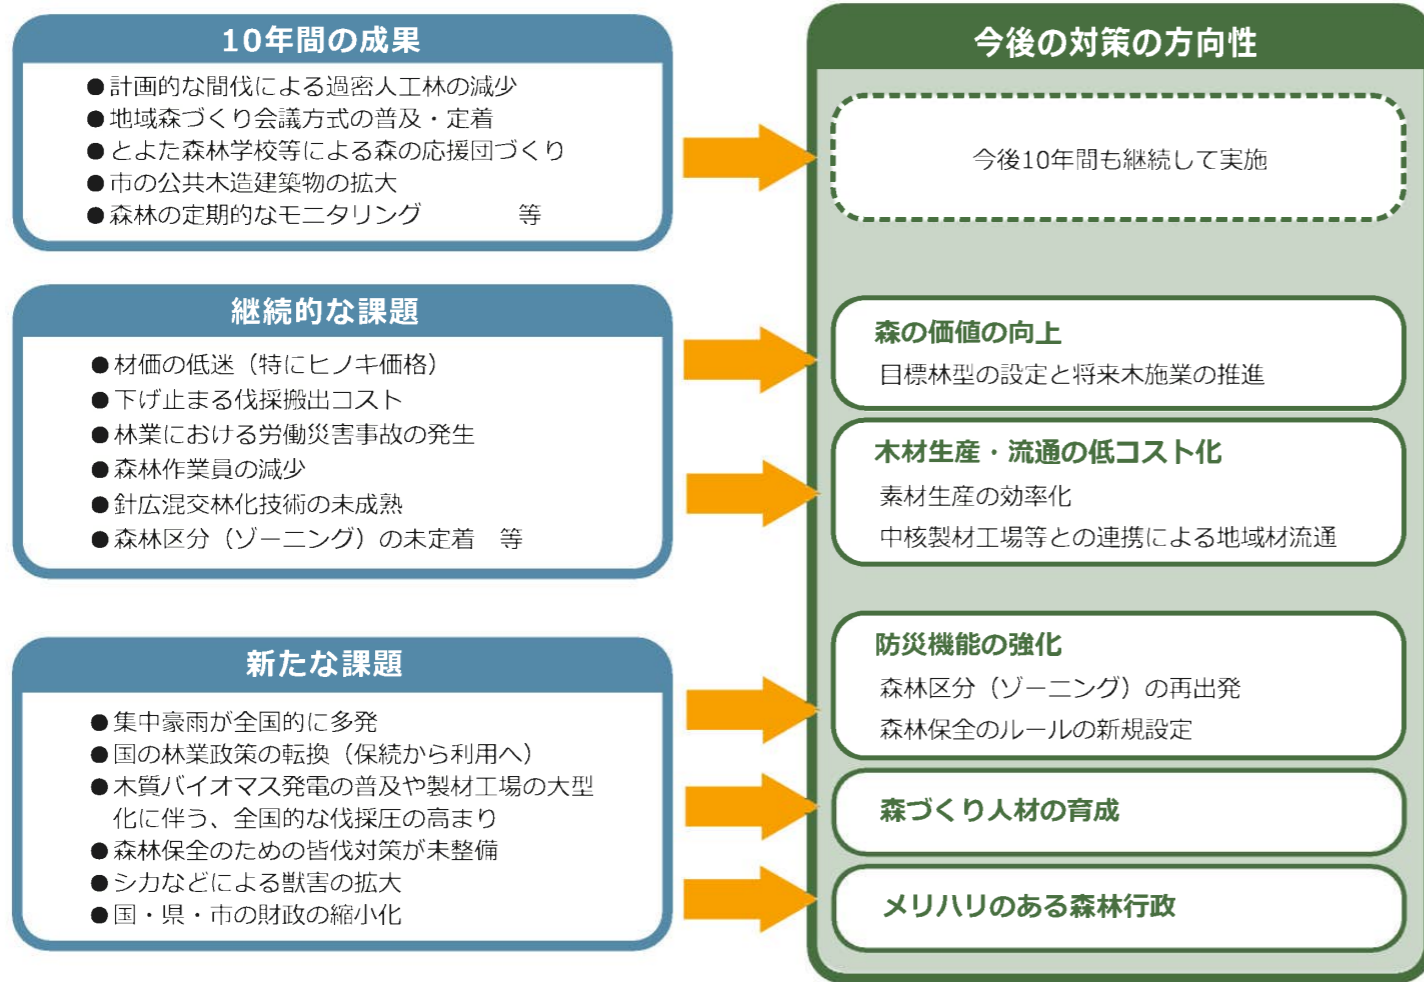 10年間の成果
●計画的な間伐による過密人工林の減少
●地域森づくり会議方式の普及・定着
●とよた森林学校等による森の応援団づくり
●市の公共木造建築物の拡大
●森林の定期的なモニタリング 等
継続的な課題
●材価の低迷（特にヒノキ価格）
●下げ止まる伐採搬出コスト
●林業における労働災害事故の発生
●森林作業員の減少
●針広混交林化技術の未成熟
●森林区分（ゾーニング）の未定着 等
新たな課題
●集中豪雨が全国的に多発
●国の林業政策の転換（保続から利用へ）
●木質バイオマス発電の普及や製材工場の大型
化に伴う、全国的な伐採圧の高まり
●森林保全のための皆伐対策が未整備
●シカなどによる獣害の拡大
●国・県・市の財政の縮小化
今後の対策の方向性
今後10年間も継続して実施
森の価値の向上
目標林型の設定と将来木施業の推進
木材生産・流通の低コスト化
素材生産の効率化
中核製材工場等との連携による地域材流通
防災機能の強化
森林区分（ゾーニング）の再出発
森林保全のルールの新規設定
森づくり人材の育成
メリハリのある森林行政